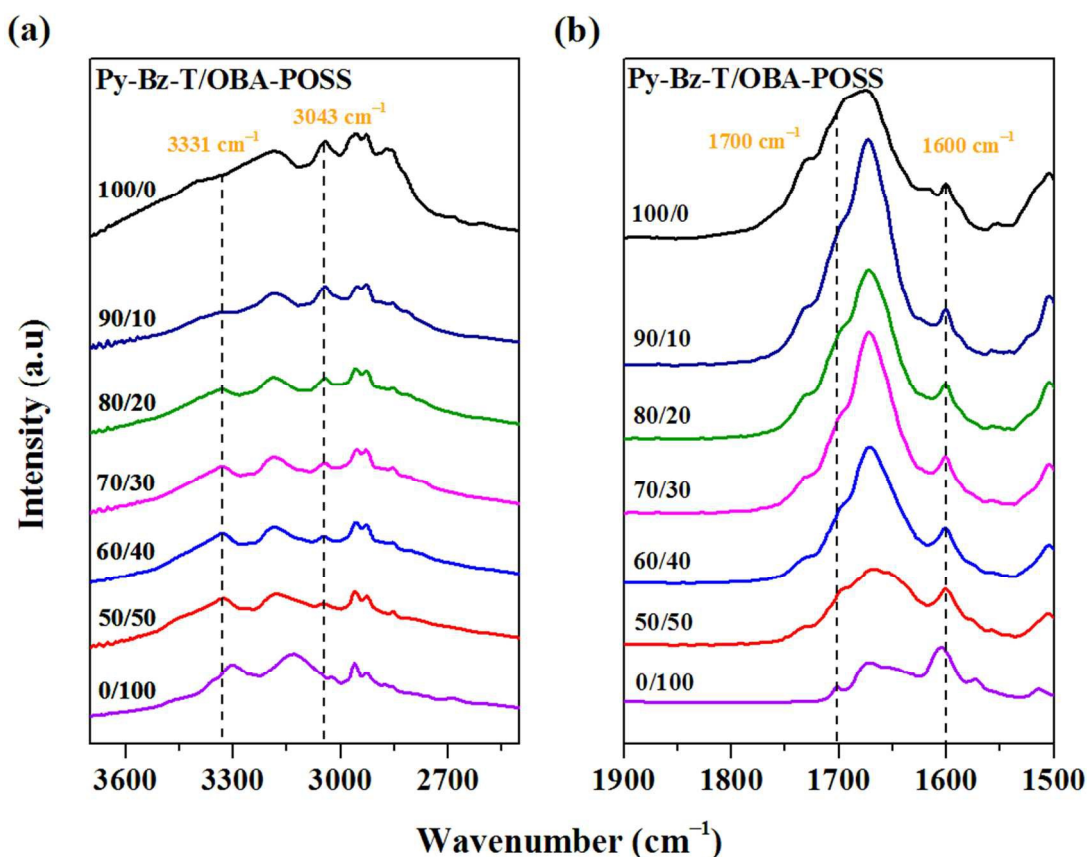 (a)
Py-Bz-T/OBA-POSS
3331 cm⁻¹
3043 cm⁻¹
100/0
90/10
80/20
70/30
60/40
50/50
0/100
3600 3300 3000 2700
(b)
Py-Bz-T/OBA-POSS
1700 cm⁻¹
1600 cm⁻¹
100/0
90/10
80/20
70/30
60/40
50/50
0/100
1900 1800 1700 1600 1500
Intensity (a.u)
Wavenumber (cm⁻¹)